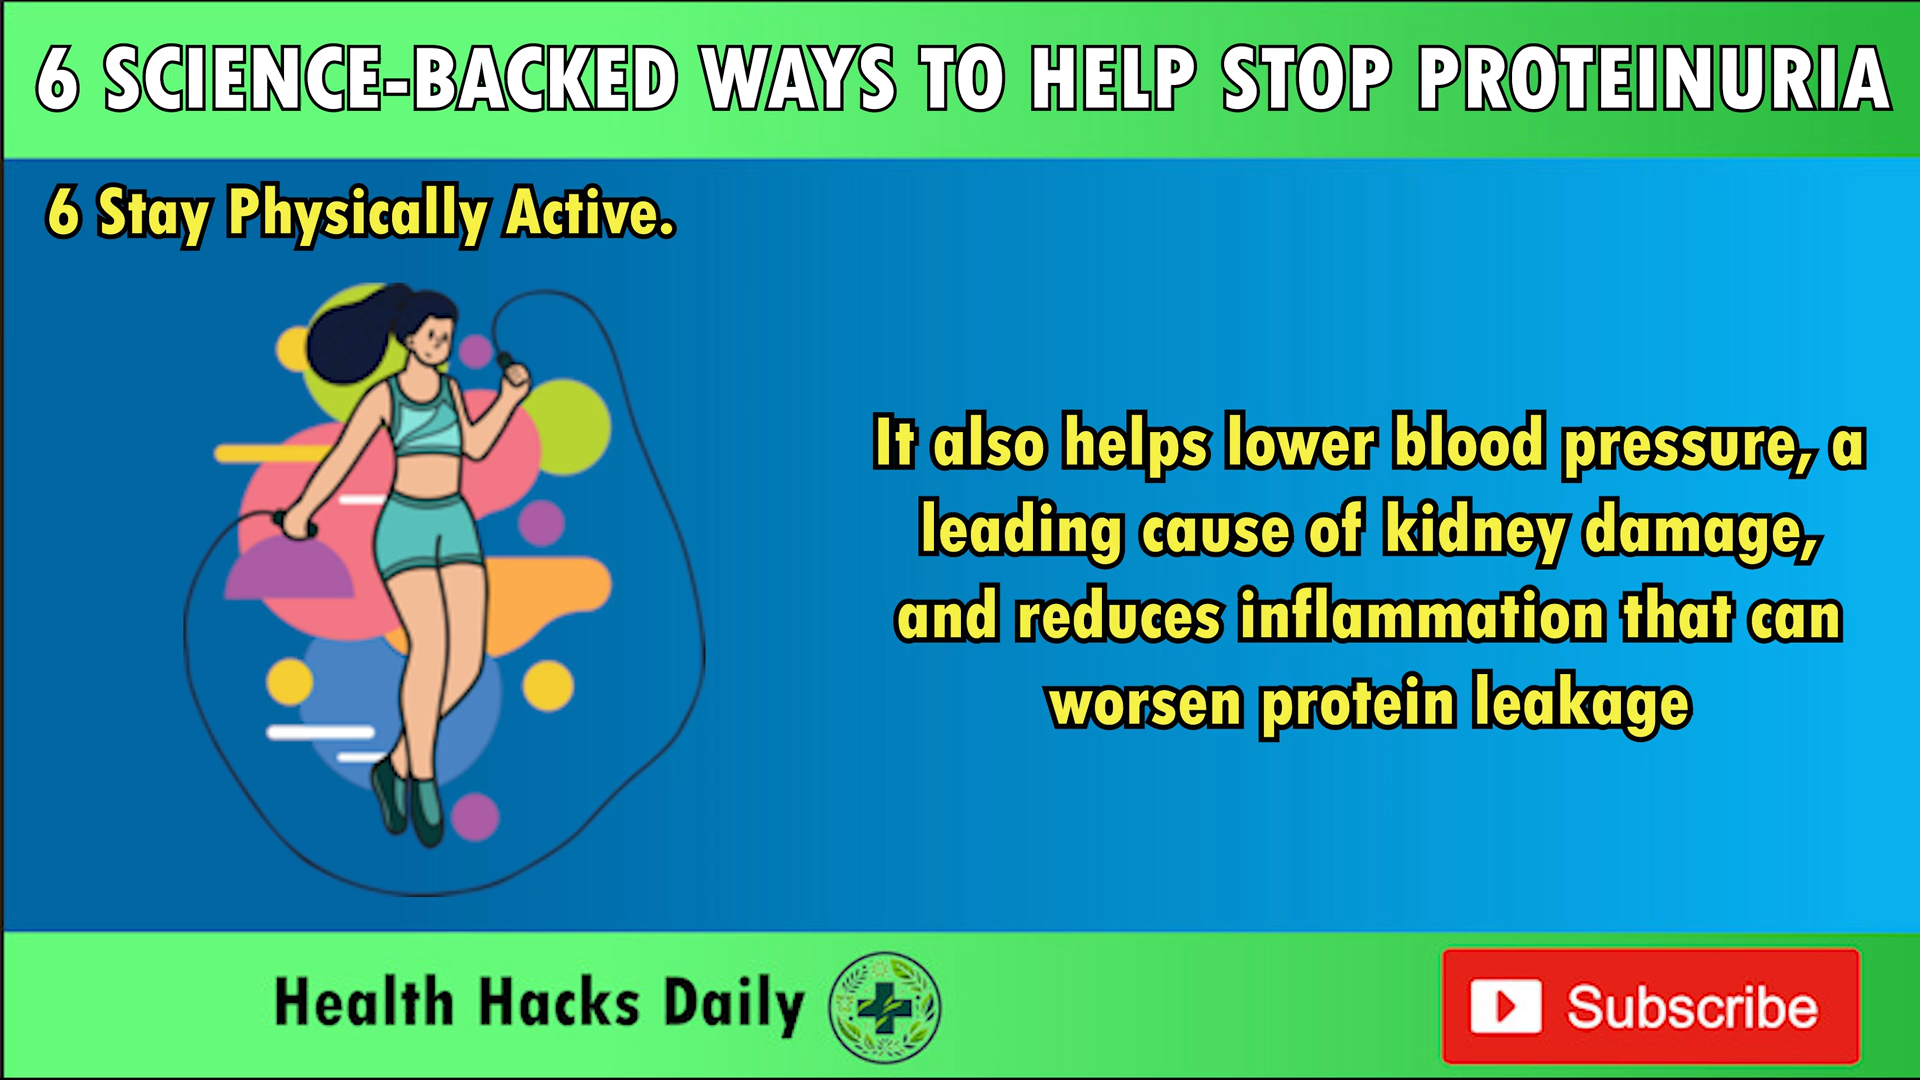 6 SCIENCE-BACKED WAYS TO HELP STOP PROTEINURIA
6 Stay Physically Active.
It also helps lower blood pressure, a
leading cause of kidney damage,
and reduces inflammation that can
worsen protein leakage
Health Hacks Daily
Subscribe